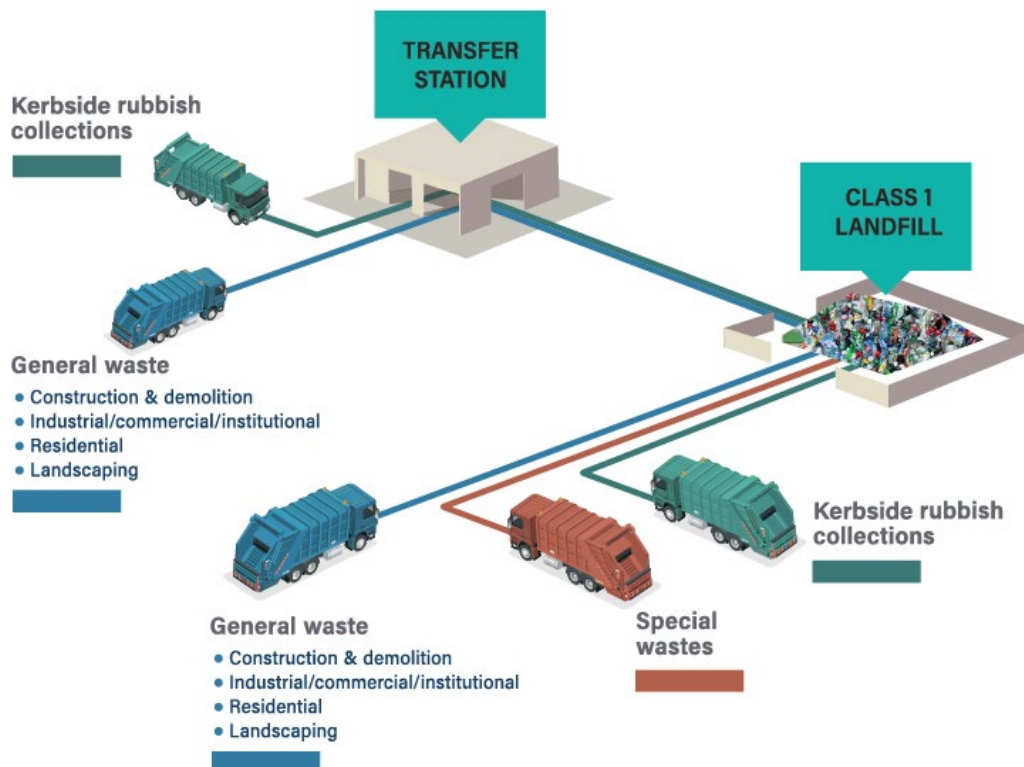 TRANSFER
STATION
Kerbside rubbish
collections
CLASS 1
LANDFILL
General waste
• Construction & demolition
• Industrial/commercial/institutional
• Residential
• Landscaping
Kerbside rubbish
collections
Special
wastes
General waste
• Construction & demolition
• Industrial/commercial/institutional
• Residential
• Landscaping